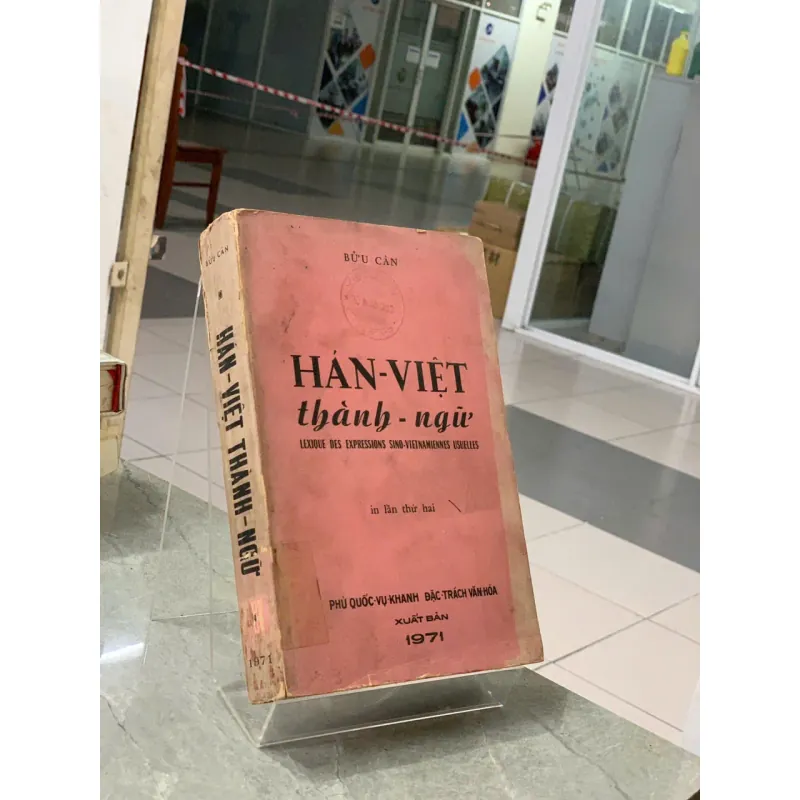 BỬU CẦN
HÁN-VIỆT
thành-ngữ
LEXIQUE DES EXPRESSIONS SINO-VIETNAMIENNES USUELLES
in lần thứ hai
PHỦ QUỐC-VỤ-KHANH ĐẶC-TRÁCH VĂN-HÓA
XUẤT BẢN
1971
BỬU CẦN
HÁN-VIỆT THÀNH-NGỮ
1971